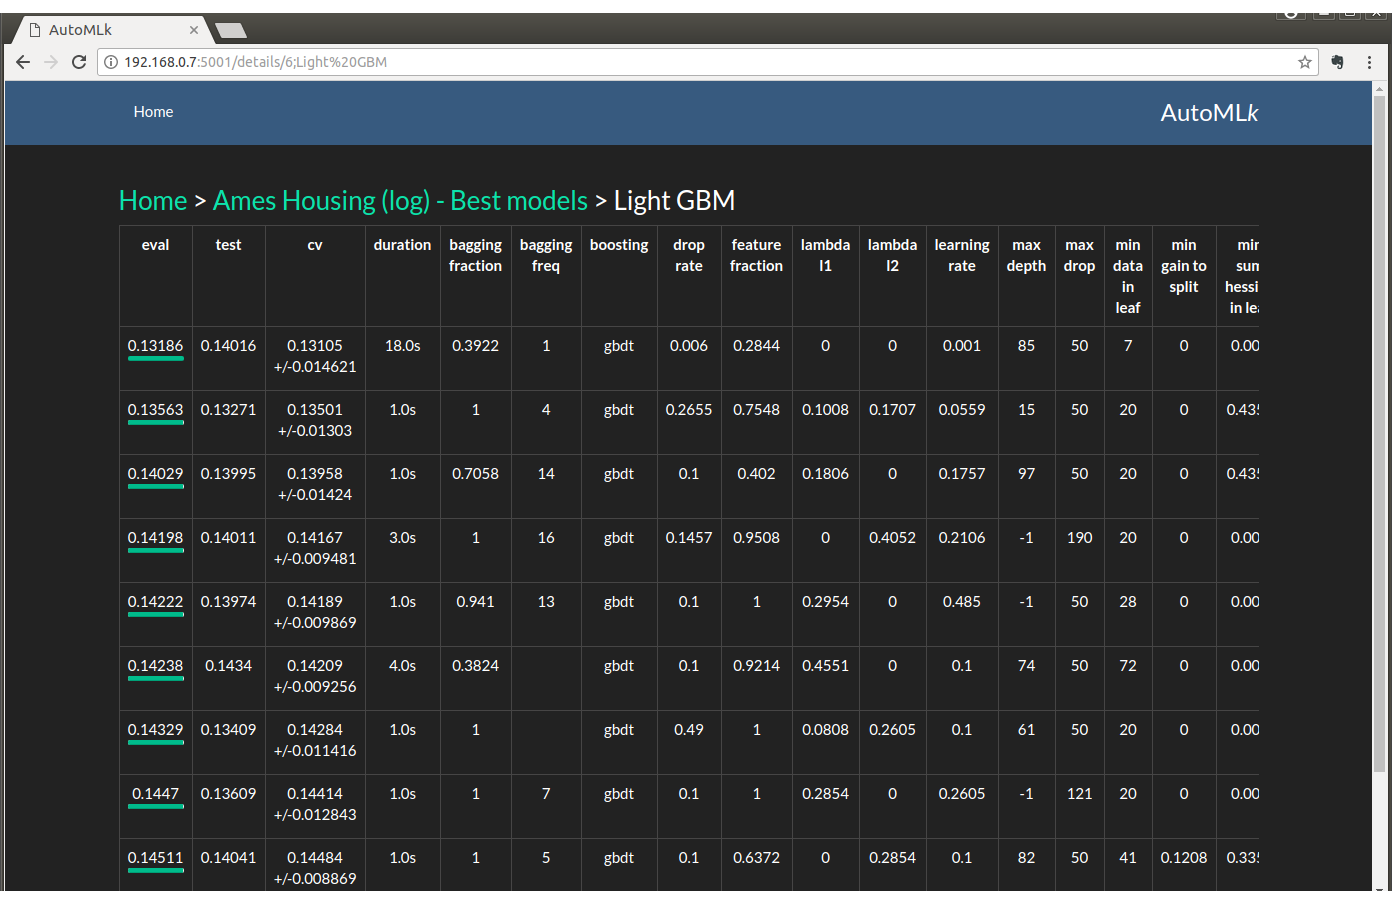 AutoMLk
192.168.0.7:5001/details/6;Light%20GBM
Home AutoMLk
Home > Ames Housing (log) - Best models > Light GBM
eval test cv duration bagging fraction bagging freq boosting drop rate feature fraction lambda l1 lambda l2 learning rate max depth max drop min data in leaf min gain to split
0.13186 0.14016 0.13105 18.0s 0.3922 1 gbdt 0.006 0.2844 0 0 0.001 85 50 7 0 0.00
+/-0.014621
0.13563 0.13271 0.13501 1.0s 1 4 gbdt 0.2655 0.7548 0.1008 0.1707 0.0559 15 50 20 0 0.43
+/-0.01303
0.14029 0.13995 0.13958 1.0s 0.7058 14 gbdt 0.1 0.402 0.1806 0 0.1757 97 50 20 0 0.43
+/-0.01424
0.14198 0.14011 0.14167 3.0s 1 16 gbdt 0.1457 0.9508 0 0.4052 0.2106 -1 190 20 0 0.00
+/-0.009481
0.14222 0.13974 0.14189 1.0s 0.941 13 gbdt 0.1 1 0.2954 0 0.485 -1 50 28 0 0.00
+/-0.009869
0.14238 0.1434 0.14209 4.0s 0.3824 gbdt 0.1 0.9214 0.4551 0 0.1 74 50 72 0 0.00
+/-0.009256
0.14329 0.13409 0.14284 1.0s 1 gbdt 0.49 1 0.0808 0.2605 0.1 61 50 20 0 0.00
+/-0.011416
0.1447 0.13609 0.14414 1.0s 1 7 gbdt 0.1 1 0.2854 0 0.2605 -1 121 20 0 0.00
+/-0.012843
0.14511 0.14041 0.14484 1.0s 1 5 gbdt 0.1 0.6372 0 0.2854 0.1 82 50 41 0.1208 0.33
+/-0.008869